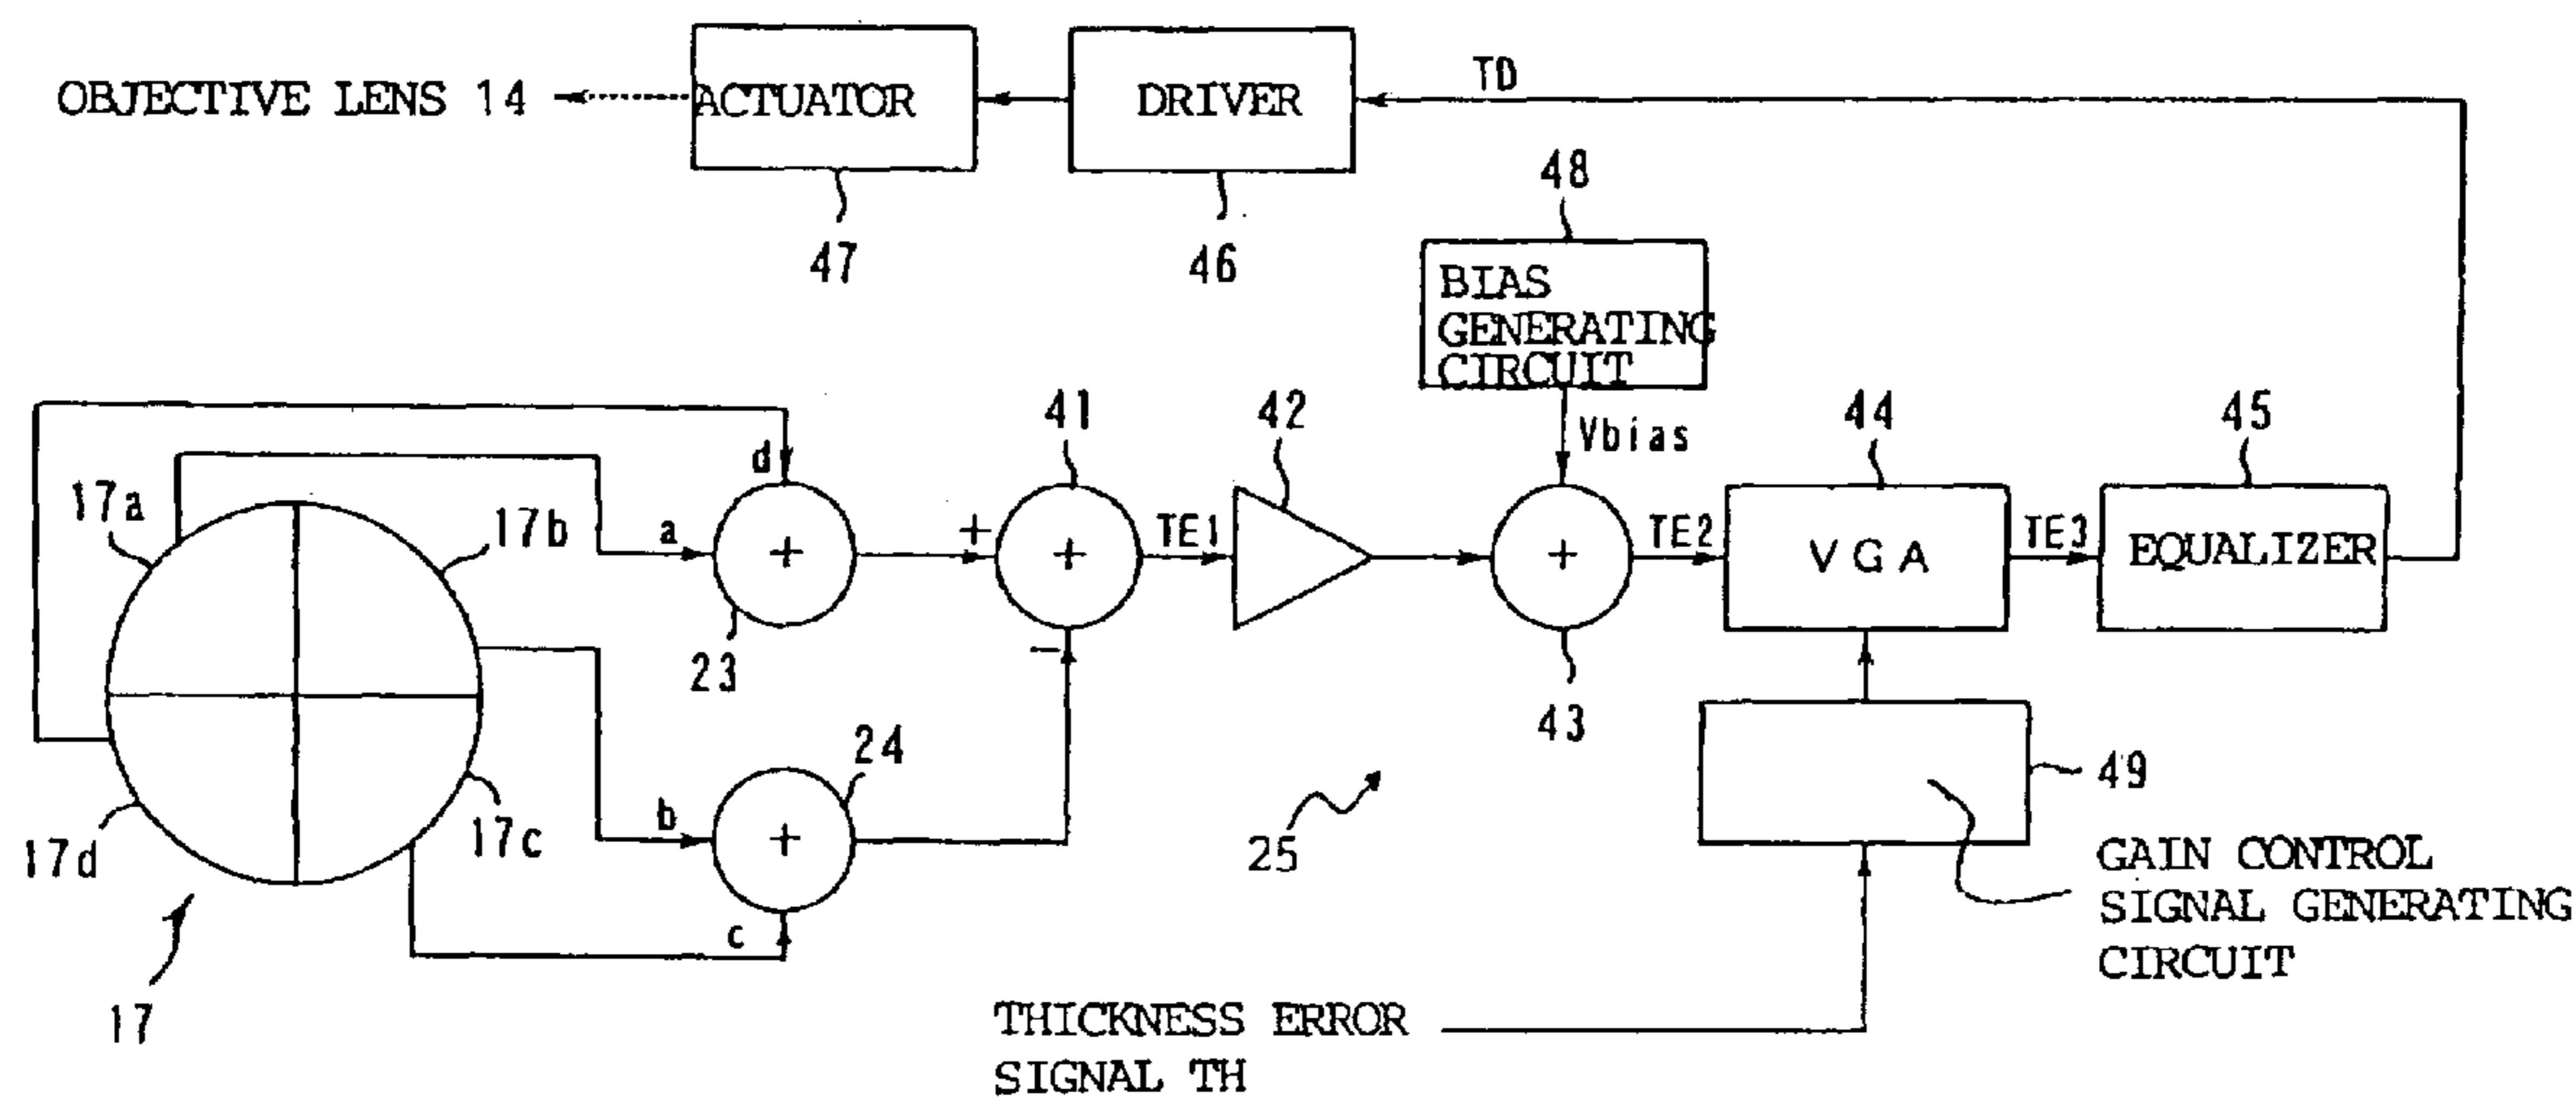 OBJECTIVE LENS 14
ACTUATOR
DRIVER
TD
47
46
48
BIAS
GENERATING
CIRCUIT
Vbias
41
42
44
45
17a
17b
d
a
+
+
+
TE1
+
TE2
VGA
TE3
EQUALIZER
23
-
43
24
49
17d
17c
b
+
25
c
GAIN CONTROL
SIGNAL GENERATING
CIRCUIT
17
THICKNESS ERROR
SIGNAL TH